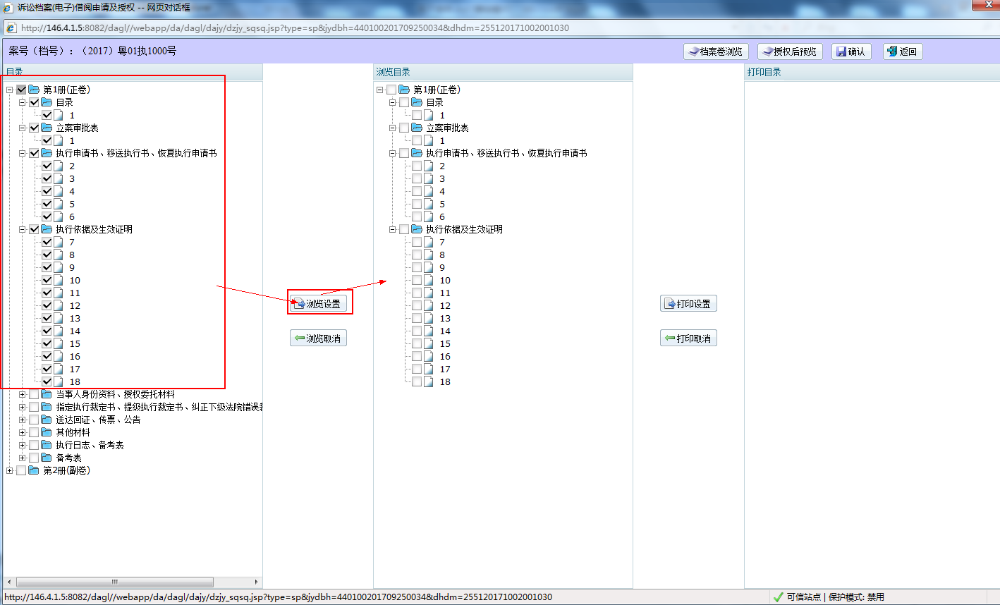 诉讼档案(电子)借阅申请及授权 -- 网页对话框
http://146.4.1.5:8082/dagl//webapp/da/dagl/dajy/dzjy_sqsq.jsp?type=sp&jydbh=440100201709250034&dhdm=255120171002001030
案号（档号）：（2017）粤01执1000号
档案卷浏览
授权后预览
确认
返回
目录
第1册(正卷)
目录
1
立案审批表
1
执行申请书、移送执行书、恢复执行申请书
2
3
4
5
6
执行依据及生效证明
7
8
9
10
11
12
13
14
15
16
17
18
当事人身份资料、授权委托材料
指定执行裁定书、提级执行裁定书、纠正下级法院错误裁
送达回证、传票、公告
其他材料
执行日志、备考表
备考表
第2册(副卷)
浏览设置
浏览取消
浏览目录
第1册(正卷)
目录
1
立案审批表
1
执行申请书、移送执行书、恢复执行申请书
2
3
4
5
6
执行依据及生效证明
7
8
9
10
11
12
13
14
15
16
17
18
打印设置
打印取消
打印目录
http://146.4.1.5:8082/dagl//webapp/da/dagl/dajy/dzjy_sqsq.jsp?type=sp&jydbh=440100201709250034&dhdm=255120171002001030
可信站点 | 保护模式: 禁用